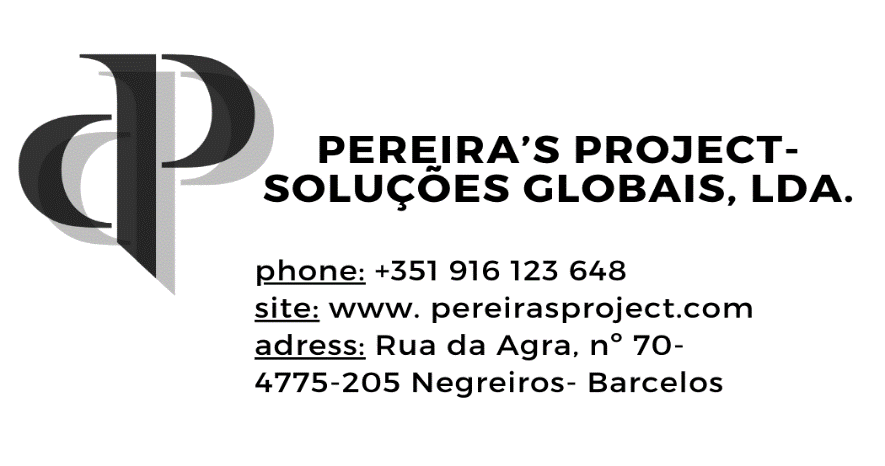 PEREIRA’S PROJECT-
SOLUÇÕES GLOBAIS, LDA.
phone: +351 916 123 648
site: www. pereirasproject.com
adress: Rua da Agra, nº 70-
4775-205 Negreiros- Barcelos